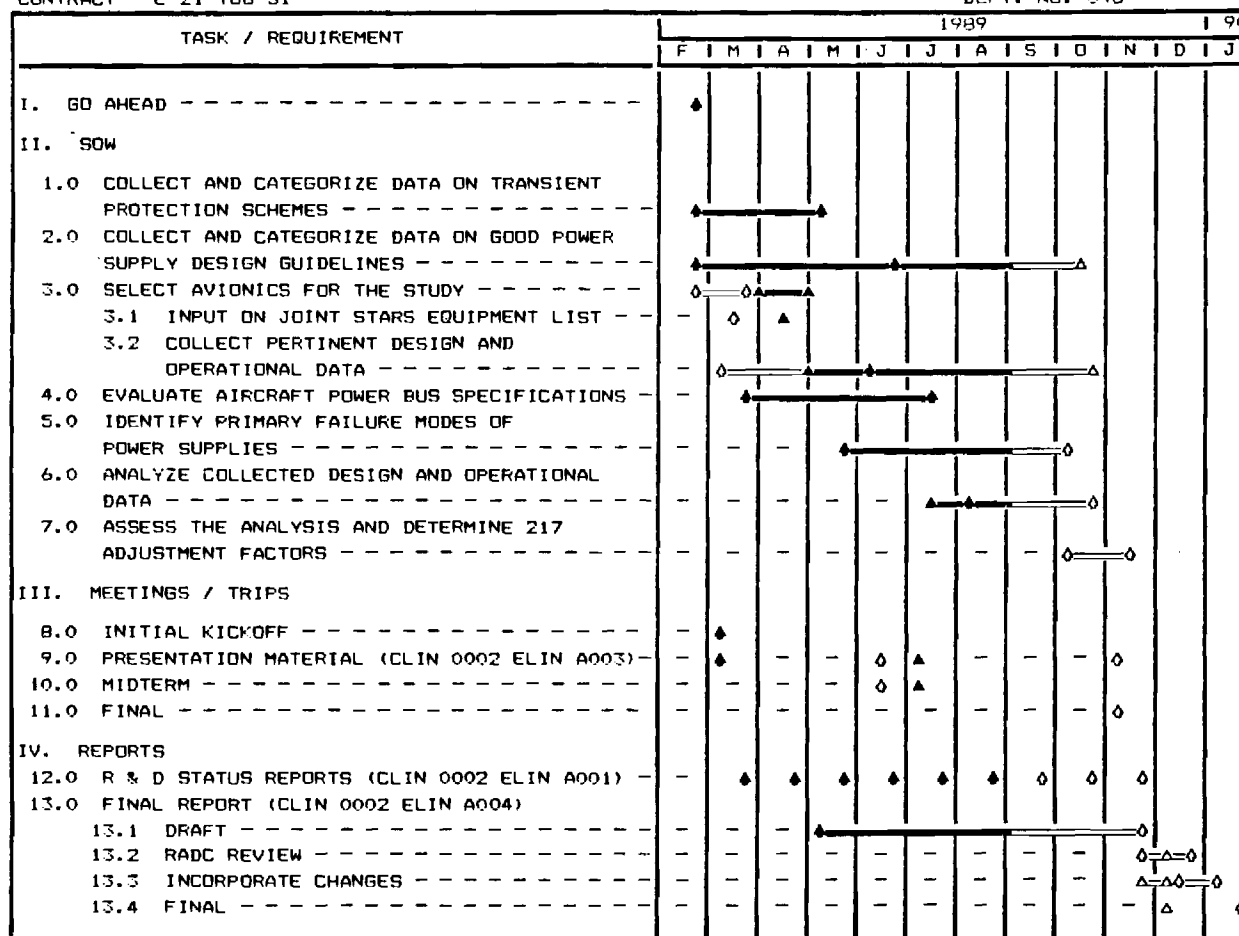 1989
TASK / REQUIREMENT
F M A M J J A S O N D J
I. GO AHEAD
II. SOW
1.0 COLLECT AND CATEGORIZE DATA ON TRANSIENT
PROTECTION SCHEMES
2.0 COLLECT AND CATEGORIZE DATA ON GOOD POWER
SUPPLY DESIGN GUIDELINES
3.0 SELECT AVIONICS FOR THE STUDY
3.1 INPUT ON JOINT STARS EQUIPMENT LIST
3.2 COLLECT PERTINENT DESIGN AND
OPERATIONAL DATA
4.0 EVALUATE AIRCRAFT POWER BUS SPECIFICATIONS
5.0 IDENTIFY PRIMARY FAILURE MODES OF
POWER SUPPLIES
6.0 ANALYZE COLLECTED DESIGN AND OPERATIONAL
DATA
7.0 ASSESS THE ANALYSIS AND DETERMINE 217
ADJUSTMENT FACTORS
III. MEETINGS / TRIPS
8.0 INITIAL KICKOFF
9.0 PRESENTATION MATERIAL (CLIN 0002 ELIN A003)
10.0 MIDTERM
11.0 FINAL
IV. REPORTS
12.0 R & D STATUS REPORTS (CLIN 0002 ELIN A001)
13.0 FINAL REPORT (CLIN 0002 ELIN A004)
13.1 DRAFT
13.2 RADC REVIEW
13.3 INCORPORATE CHANGES
13.4 FINAL